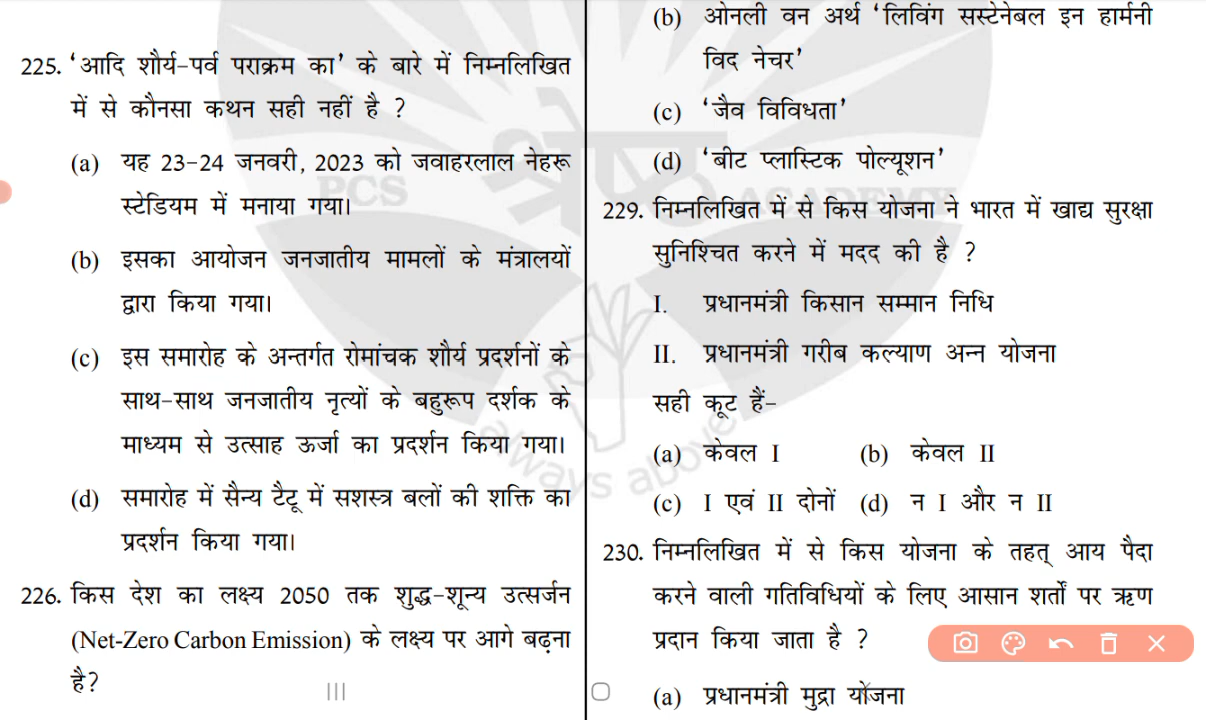 225. ‘आदि शौर्य-पर्व पराक्रम का’ के बारे में निम्नलिखित
में से कौनसा कथन सही नहीं है ?
(a) यह 23-24 जनवरी, 2023 को जवाहरलाल नेहरू
स्टेडियम में मनाया गया।
(b) इसका आयोजन जनजातीय मामलों के मंत्रालयों
द्वारा किया गया।
(c) इस समारोह के अन्तर्गत रोमांचक शौर्य प्रदर्शनों के
साथ-साथ जनजातीय नृत्यों के बहुरूप दर्शक के
माध्यम से उत्साह ऊर्जा का प्रदर्शन किया गया।
(d) समारोह में सैन्य टैटू में सशस्त्र बलों की शक्ति का
प्रदर्शन किया गया।
226. किस देश का लक्ष्य 2050 तक शुद्ध-शून्य उत्सर्जन
(Net-Zero Carbon Emission) के लक्ष्य पर आगे बढ़ना
है?
(b) ओनली वन अर्थ ‘लिविंग सस्टेनेबल इन हार्मनी
विद नेचर’
(c) ‘जैव विविधता’
(d) ‘बीट प्लास्टिक पोल्यूशन’
229. निम्नलिखित में से किस योजना ने भारत में खाद्य सुरक्षा
सुनिश्चित करने में मदद की है ?
I. प्रधानमंत्री किसान सम्मान निधि
II. प्रधानमंत्री गरीब कल्याण अन्न योजना
सही कूट हैं-
(a) केवल I (b) केवल II
(c) I एवं II दोनों (d) न I और न II
230. निम्नलिखित में से किस योजना के तहत् आय पैदा
करने वाली गतिविधियों के लिए आसान शर्तों पर ऋण
प्रदान किया जाता है ?
(a) प्रधानमंत्री मुद्रा योजना
श्रेष्ठ
PCS ACADEMY
always above